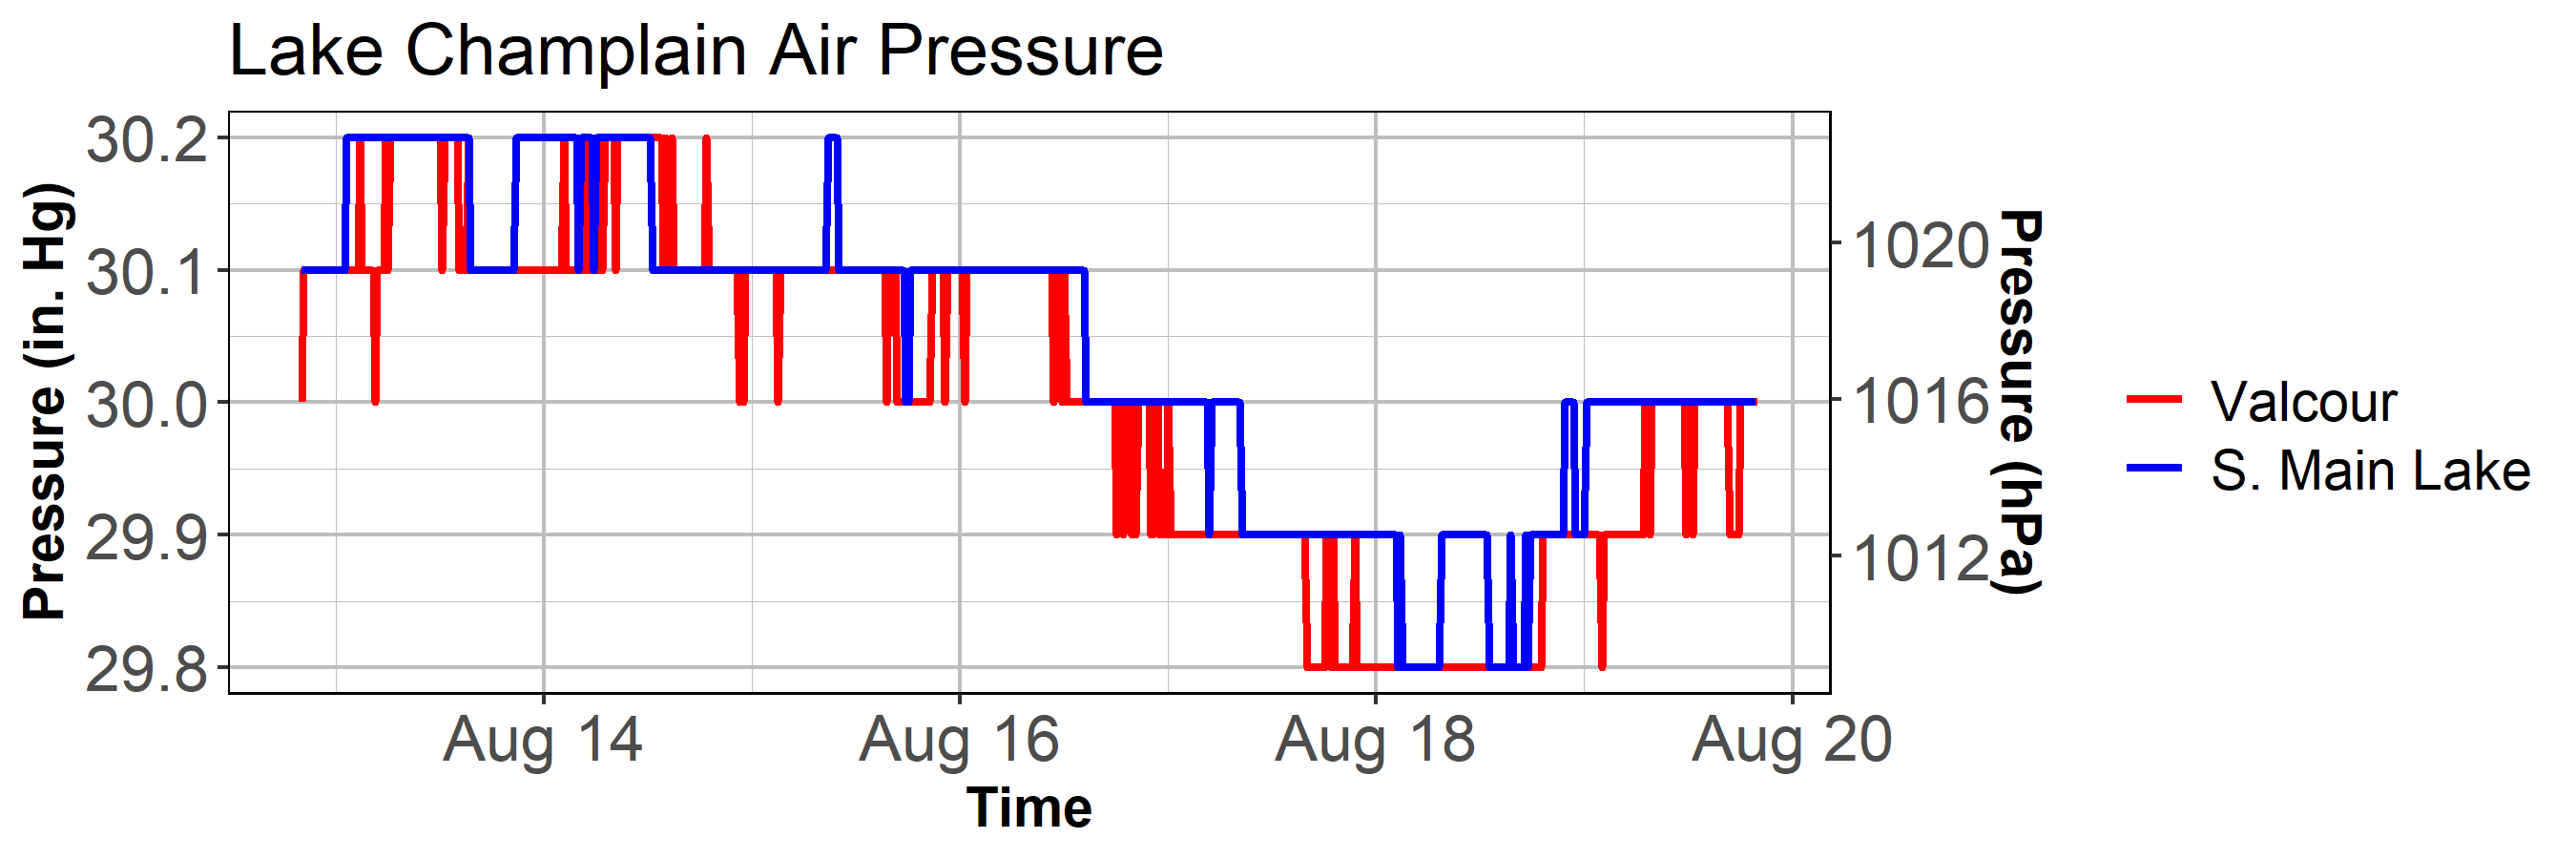 Lake Champlain Air Pressure
Pressure (in. Hg)
30.2
30.1
30.0
29.9
29.8
1020
1016
1012
Pressure (hPa)
Valcour
S. Main Lake
Aug 14
Aug 16
Aug 18
Aug 20
Time